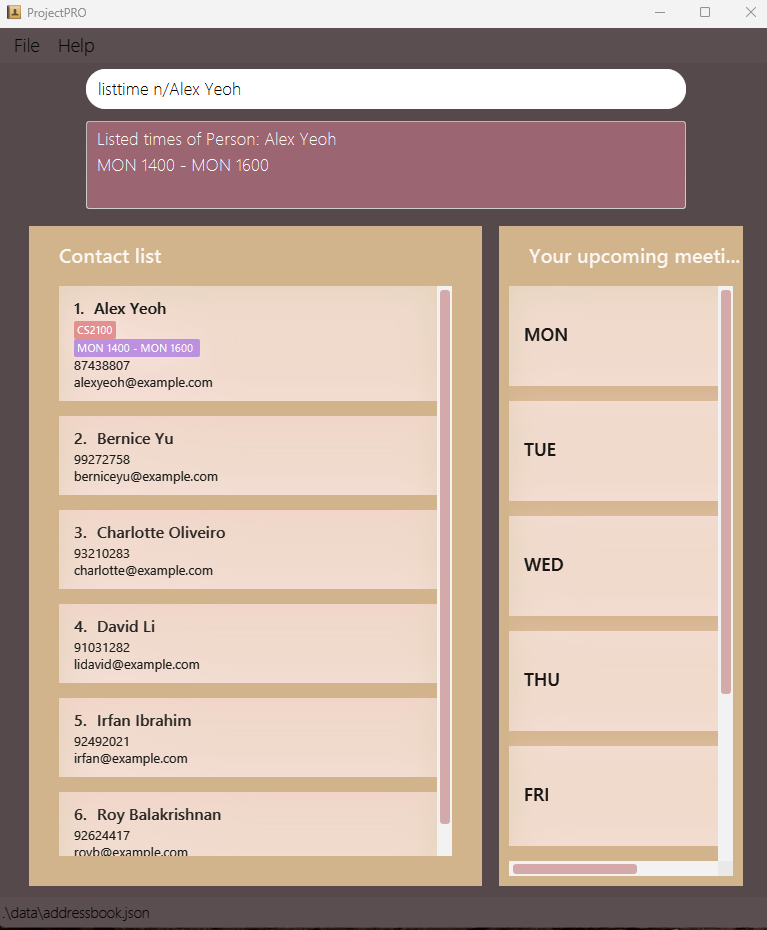 ProjectPRO
File Help
listtime n/Alex Yeoh
Listed times of Person: Alex Yeoh
MON 1400 - MON 1600
Contact list
1. Alex Yeoh
CS2100
MON 1400 - MON 1600
87438807
alexyeoh@example.com
2. Bernice Yu
99272758
berniceyu@example.com
3. Charlotte Oliveiro
93210283
charlotte@example.com
4. David Li
91031282
lidavid@example.com
5. Irfan Ibrahim
92492021
irfan@example.com
6. Roy Balakrishnan
92624417
royb@example.com
Your upcoming meeti...
MON
TUE
WED
THU
FRI
.\data\addressbook.json